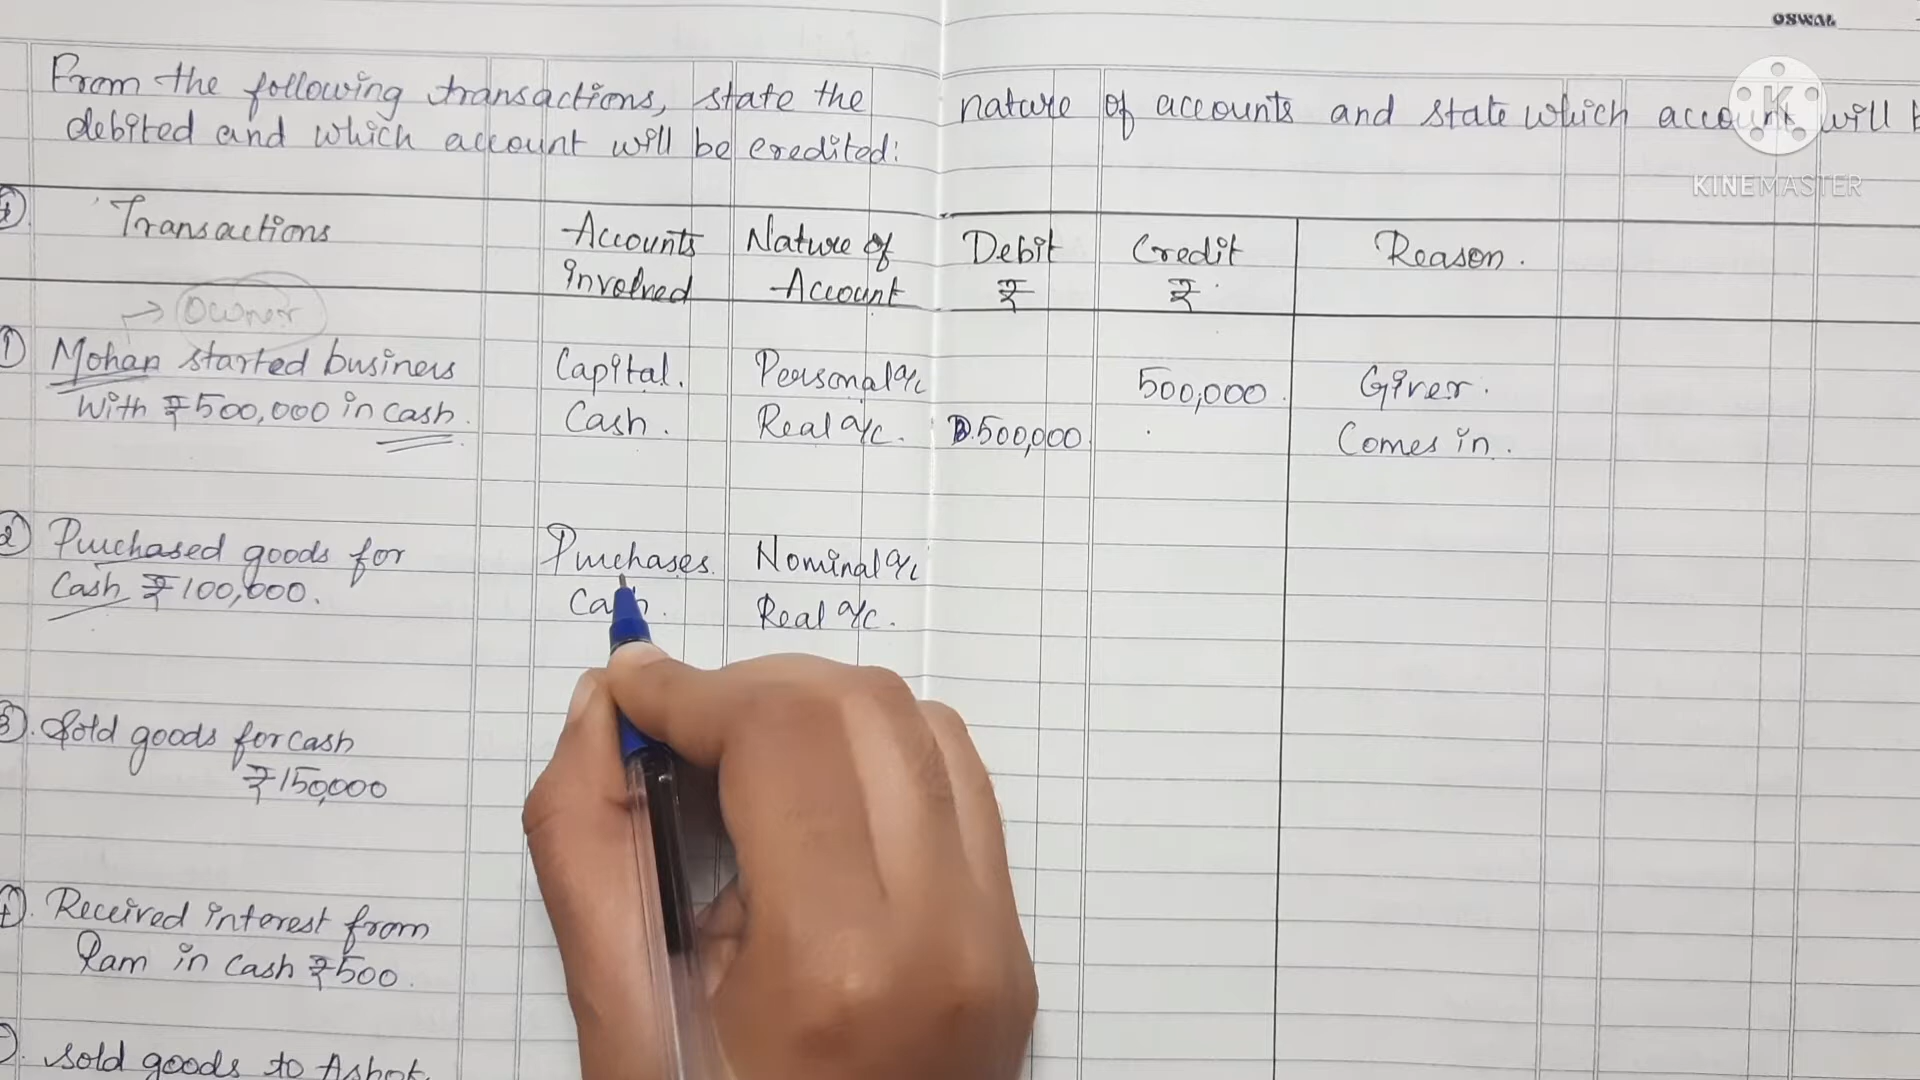 OSWAL
From the following transactions, state the nature of accounts and state which account will
debited and which account will be credited:
KINEMASTER
Transactions Accounts involved Nature of Account Debit ₹ Credit ₹ Reason.
→ Owner
① Mohan started business Capital. Personal a/c 500,000. Giver.
with ₹500,000 in cash. Cash. Real a/c. 500,000 Comes in.
② Purchased goods for Purchases. Nominal a/c
Cash ₹100,000. Cash. Real a/c.
③. Sold goods for cash
₹150,000
④. Received interest from
Ram in cash ₹500.
sold goods to Ashok.